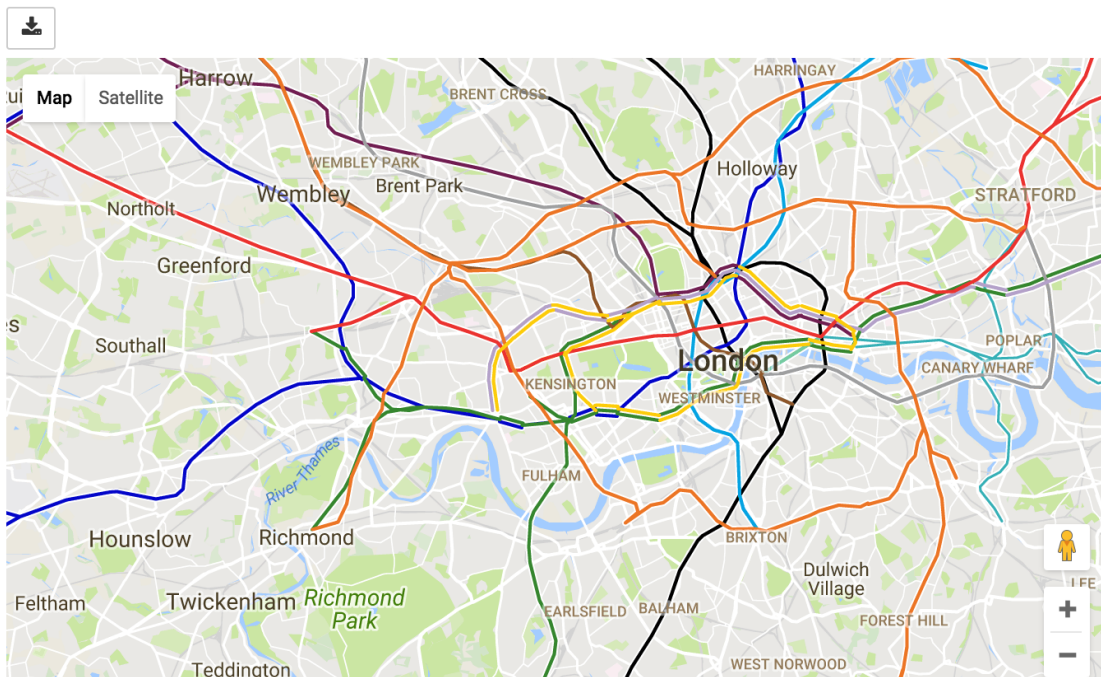 Harrow
HARRINGAY
Map
Satellite
BRENT CROSS
WEMBLEY PARK
Holloway
Brent Park
Wembley
STRATFORD
Northolt
Greenford
POPLAR
Southall
London
CANARY WHARF
KENSINGTON
WESTMINSTER
River Thames
FULHAM
Hounslow
Richmond
BRIXTON
Dulwich
Village
LEE
Feltham
Twickenham
Richmond
Park
EARLSFIELD
BALHAM
FOREST HILL
WEST NORWOOD
Teddington